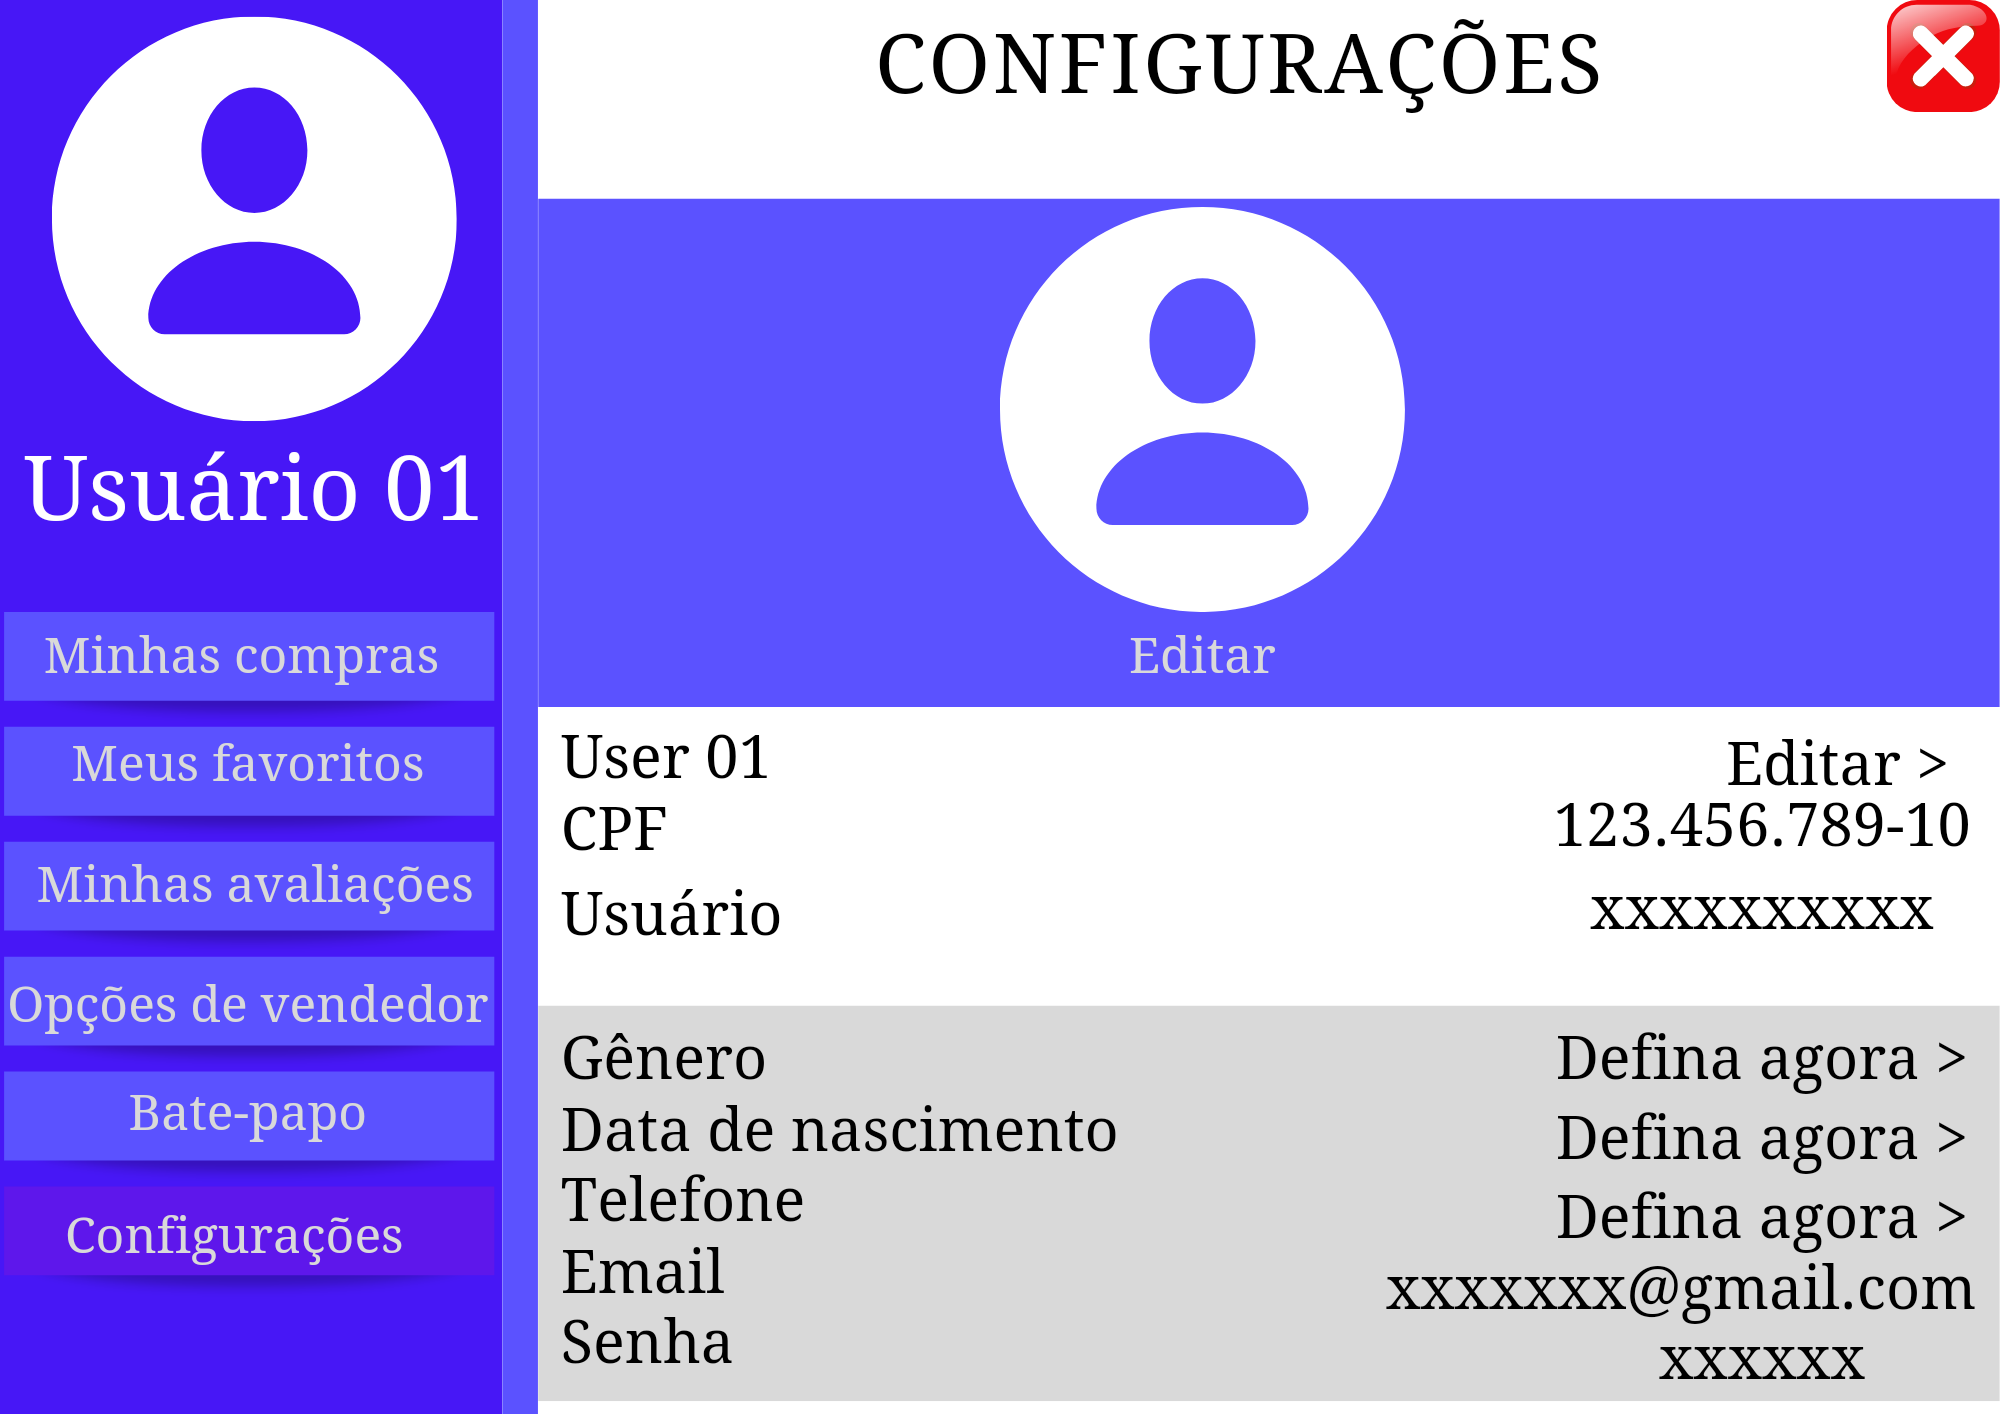 CONFIGURAÇÕES
Usuário 01
Minhas compras
Meus favoritos
Minhas avaliações
Opções de vendedor
Bate-papo
Configurações
Editar
User 01 Editar >
CPF 123.456.789-10
Usuário xxxxxxxxxx
Gênero Defina agora >
Data de nascimento Defina agora >
Telefone Defina agora >
Email xxxxxxx@gmail.com
Senha xxxxxx